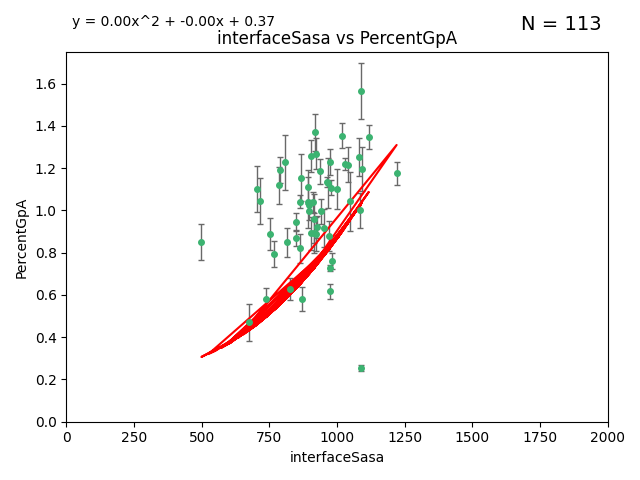 y = 0.00x^2 + -0.00x + 0.37
N = 113
interfaceSasa vs PercentGpA
PercentGpA
1.6
1.4
1.2
1.0
0.8
0.6
0.4
0.2
0.0
0 250 500 750 1000 1250 1500 1750 2000
interfaceSasa